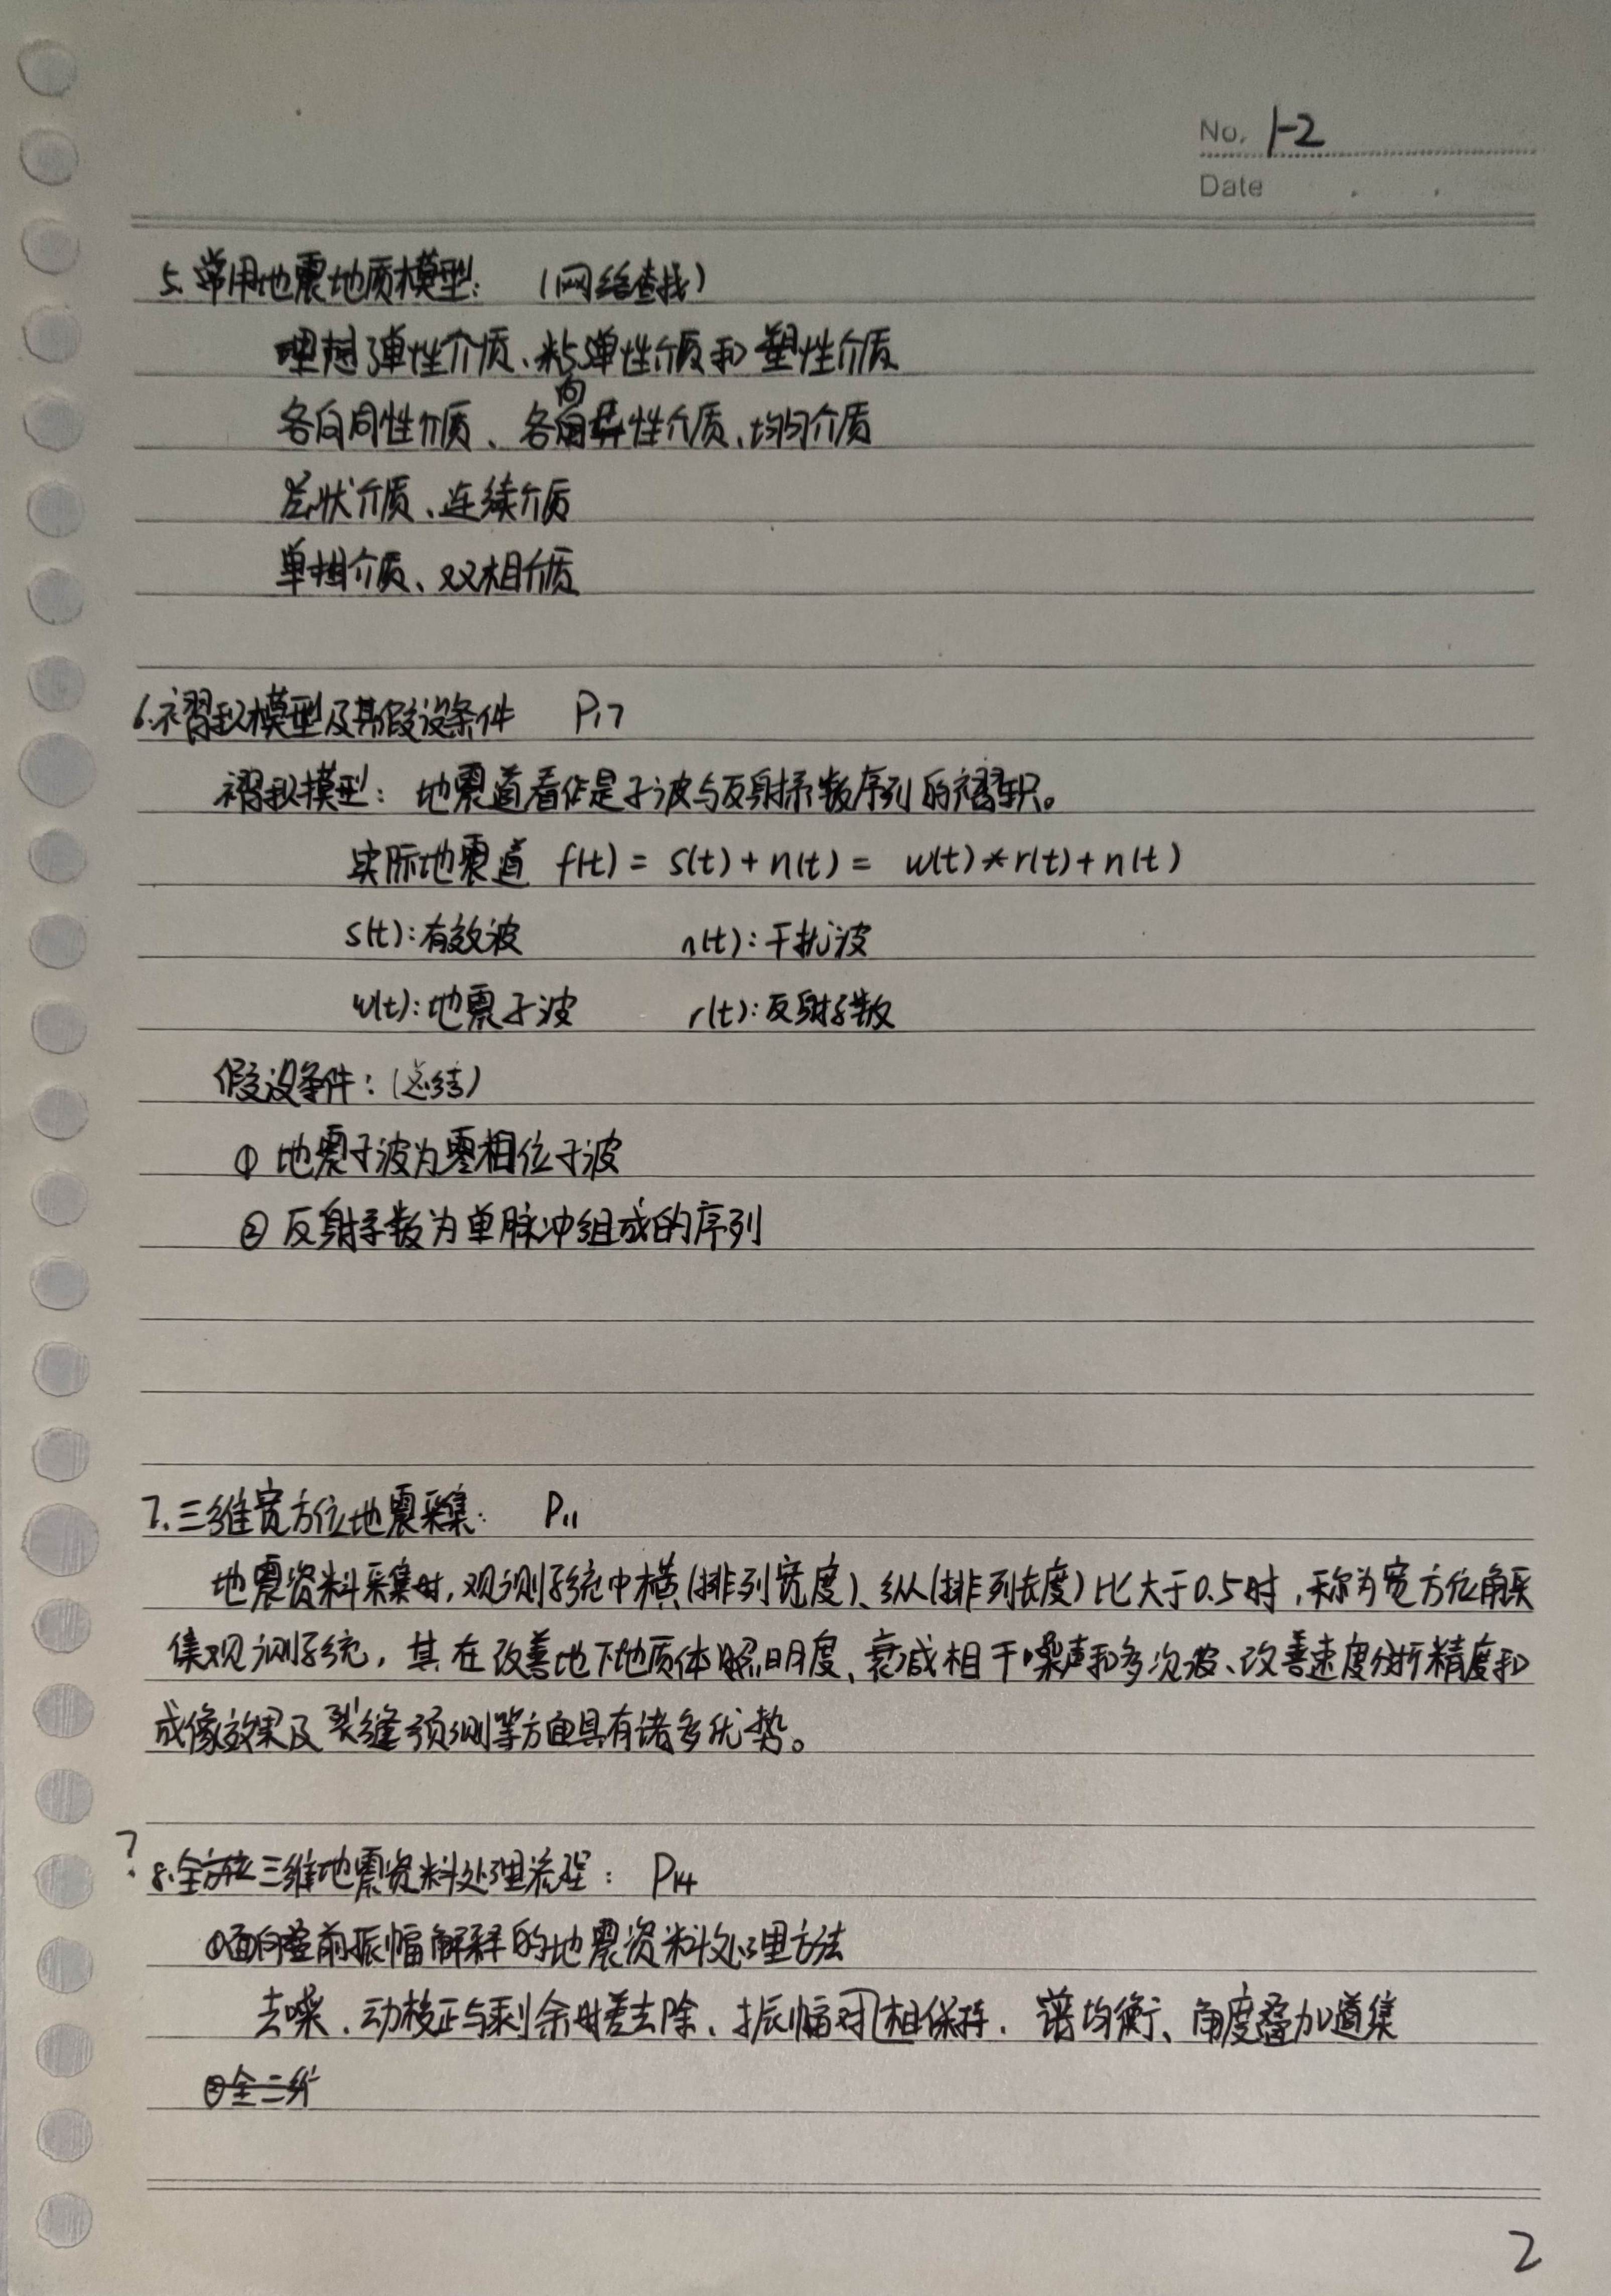 No. 1-2
Date
5.常用地震地质模型: (网络查找)
理想弹性介质、粘弹性介质和塑性介质
各向同性介质、各向异性介质、均匀介质
层状介质、连续介质
单相介质、双相介质
6.褶积模型及其假设条件 P17
褶积模型: 地震道看作是子波与反射系数序列的褶积。
实际地震道 f(t) = s(t) + n(t) = w(t)*r(t)+n(t)
s(t):有效波 n(t):干扰波
w(t):地震子波 r(t):反射系数
假设条件:(总结)
① 地震子波为零相位子波
② 反射系数为单脉冲组成的序列
7.三维宽方位地震采集: P11
地震资料采集时,观测系统中横(排列宽度)、纵(排列长度)比大于0.5时,称为宽方位角采
集观测系统,其在改善地下地质体照明度、衰减相干噪声和多次波、改善速度分析精度和
成像效果及裂缝预测等方面具有诸多优势。
? 8.全方位三维地震资料处理流程: P14
①面向叠前振幅解释的地震资料处理方法
去噪、动校正与剩余时差去除、振幅对相保持、谱均衡、角度叠加道集
②全三维
2